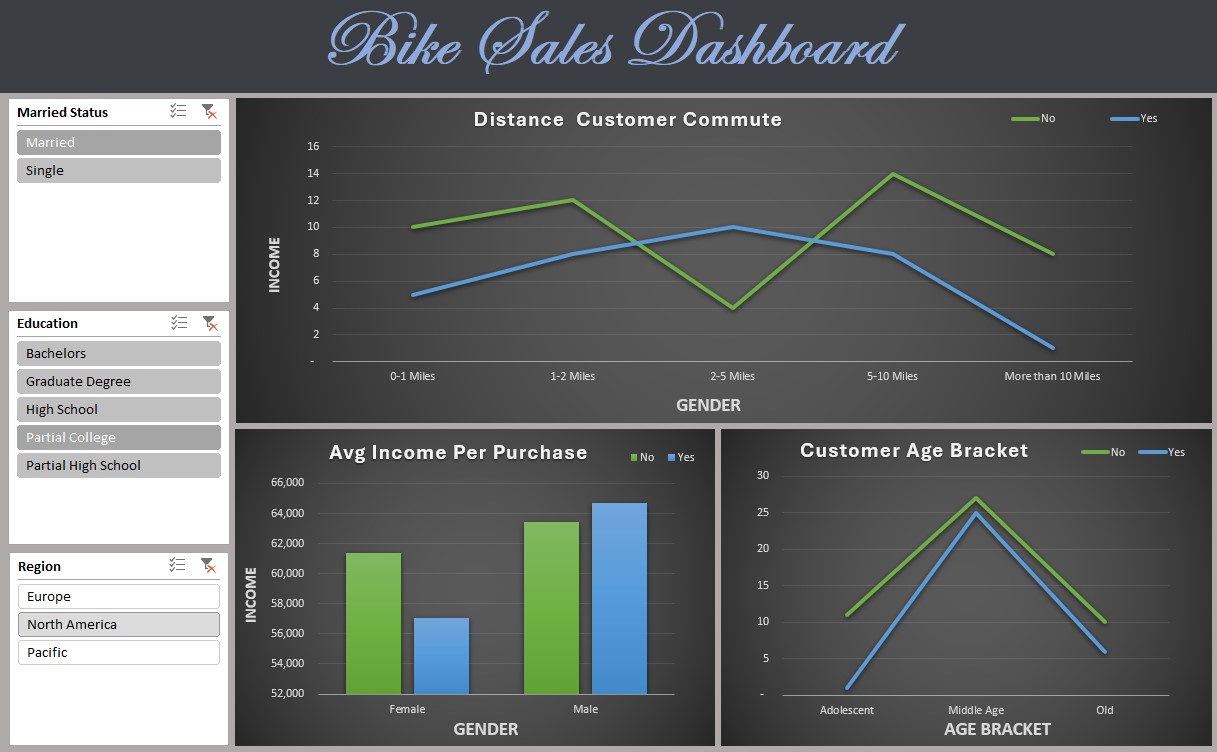 Bike Sales Dashboard
Married Status
Married
Single
Education
Bachelors
Graduate Degree
High School
Partial College
Partial High School
Region
Europe
North America
Pacific
Distance Customer Commute
No Yes
INCOME
16
14
12
10
8
6
4
2
-
0-1 Miles 1-2 Miles 2-5 Miles 5-10 Miles More than 10 Miles
GENDER
Avg Income Per Purchase
No Yes
INCOME
66,000
64,000
62,000
60,000
58,000
56,000
54,000
52,000
Female Male
GENDER
Customer Age Bracket
No Yes
30
25
20
15
10
5
-
Adolescent Middle Age Old
AGE BRACKET